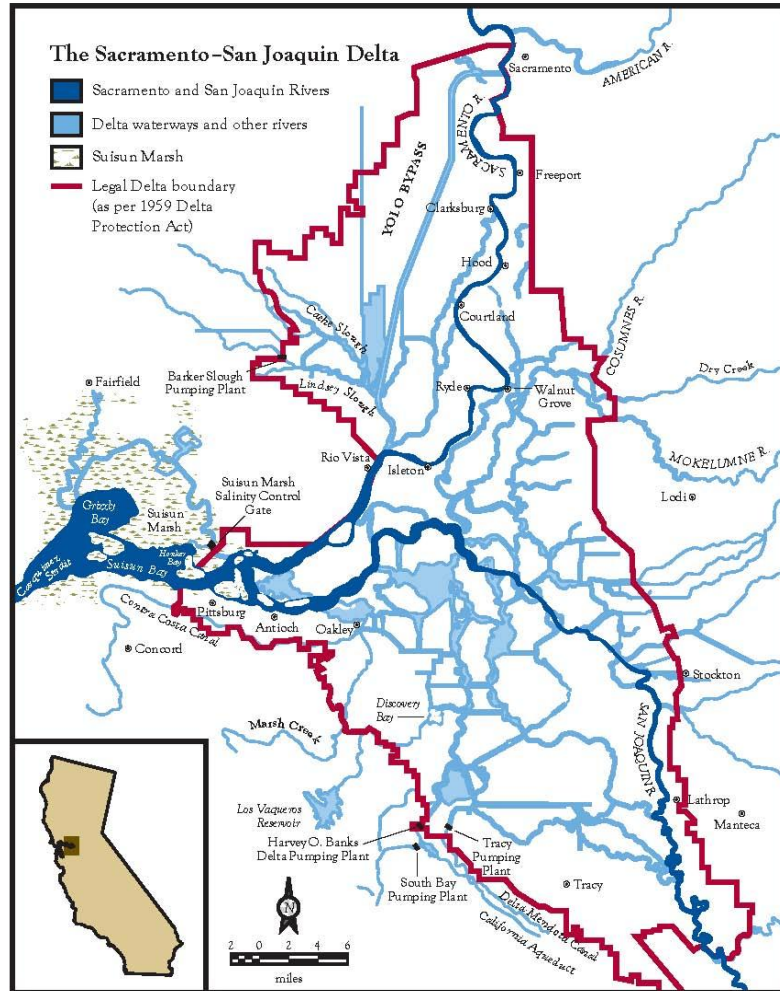 The Sacramento–San Joaquin Delta
Sacramento and San Joaquin Rivers
Delta waterways and other rivers
Suisun Marsh
Legal Delta boundary
(as per 1959 Delta
Protection Act)
Sacramento
AMERICAN R.
SACRAMENTO R.
YOLO BYPASS
Freeport
Clarksburg
Hood
Courtland
Cache Slough
COSUMNES R.
Barker Slough
Pumping Plant
Lindsey Slough
Ryde
Walnut
Grove
Dry Creek
Fairfield
MOKELUMNE R.
Rio Vista
Isleton
Lodi
Suisun Marsh
Salinity Control
Gate
Grizzly
Bay
Suisun
Marsh
Honker
Bay
Suisun Bay
Carquinez
Straits
Pittsburg
Antioch
Oakley
Contra Costa Canal
Concord
Stockton
Discovery
Bay
SAN JOAQUIN R.
Marsh Creek
Los Vaqueros
Reservoir
Lathrop
Manteca
Harvey O. Banks
Delta Pumping Plant
Tracy
Pumping
Plant
South Bay
Pumping Plant
Tracy
Delta Mendota Canal
California Aqueduct
N
2 0 2 4 6
miles